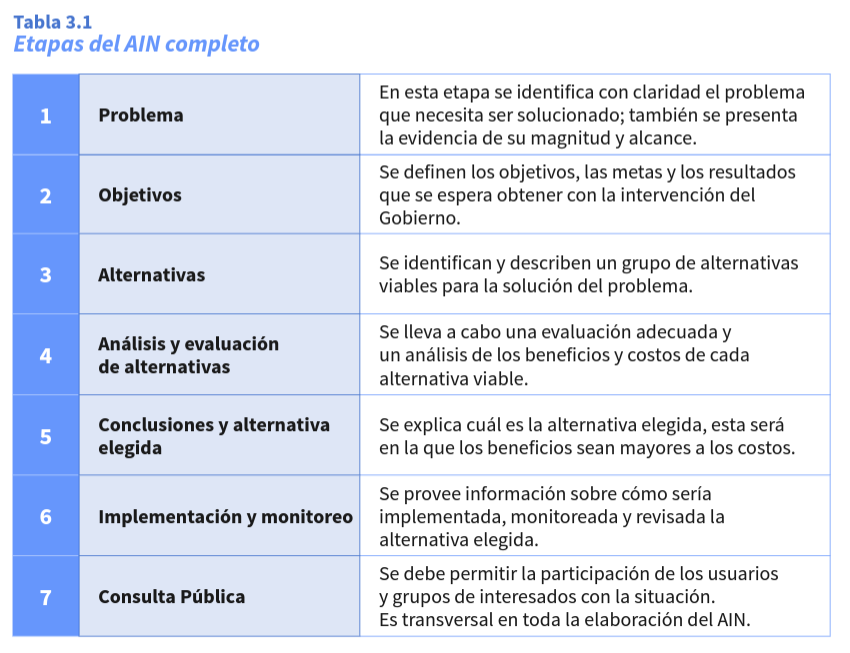 Tabla 3.1
Etapas del AIN completo
1
Problema
En esta etapa se identifica con claridad el problema
que necesita ser solucionado; también se presenta
la evidencia de su magnitud y alcance.
2
Objetivos
Se definen los objetivos, las metas y los resultados
que se espera obtener con la intervención del
Gobierno.
3
Alternativas
Se identifican y describen un grupo de alternativas
viables para la solución del problema.
4
Análisis y evaluación
de alternativas
Se lleva a cabo una evaluación adecuada y
un análisis de los beneficios y costos de cada
alternativa viable.
5
Conclusiones y alternativa
elegida
Se explica cuál es la alternativa elegida, esta será
en la que los beneficios sean mayores a los costos.
6
Implementación y monitoreo
Se provee información sobre cómo sería
implementada, monitoreada y revisada la
alternativa elegida.
7
Consulta Pública
Se debe permitir la participación de los usuarios
y grupos de interesados con la situación.
Es transversal en toda la elaboración del AIN.